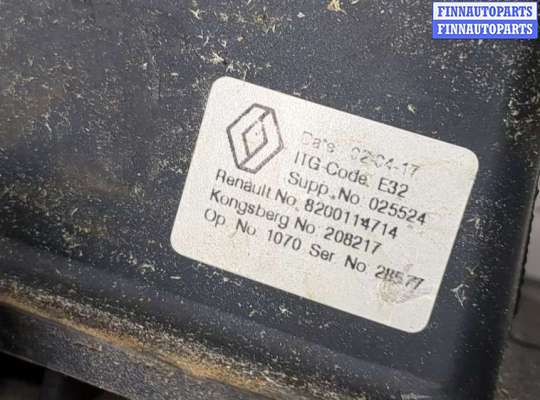 FINNAUTOPARTS
FINNAUTOPARTS
Date 02-04-17
ITG Code E32
Supp. No 025524
Renault No. 8200114714
Kongsberg No 208217
Op. No 1070 Ser No 28577